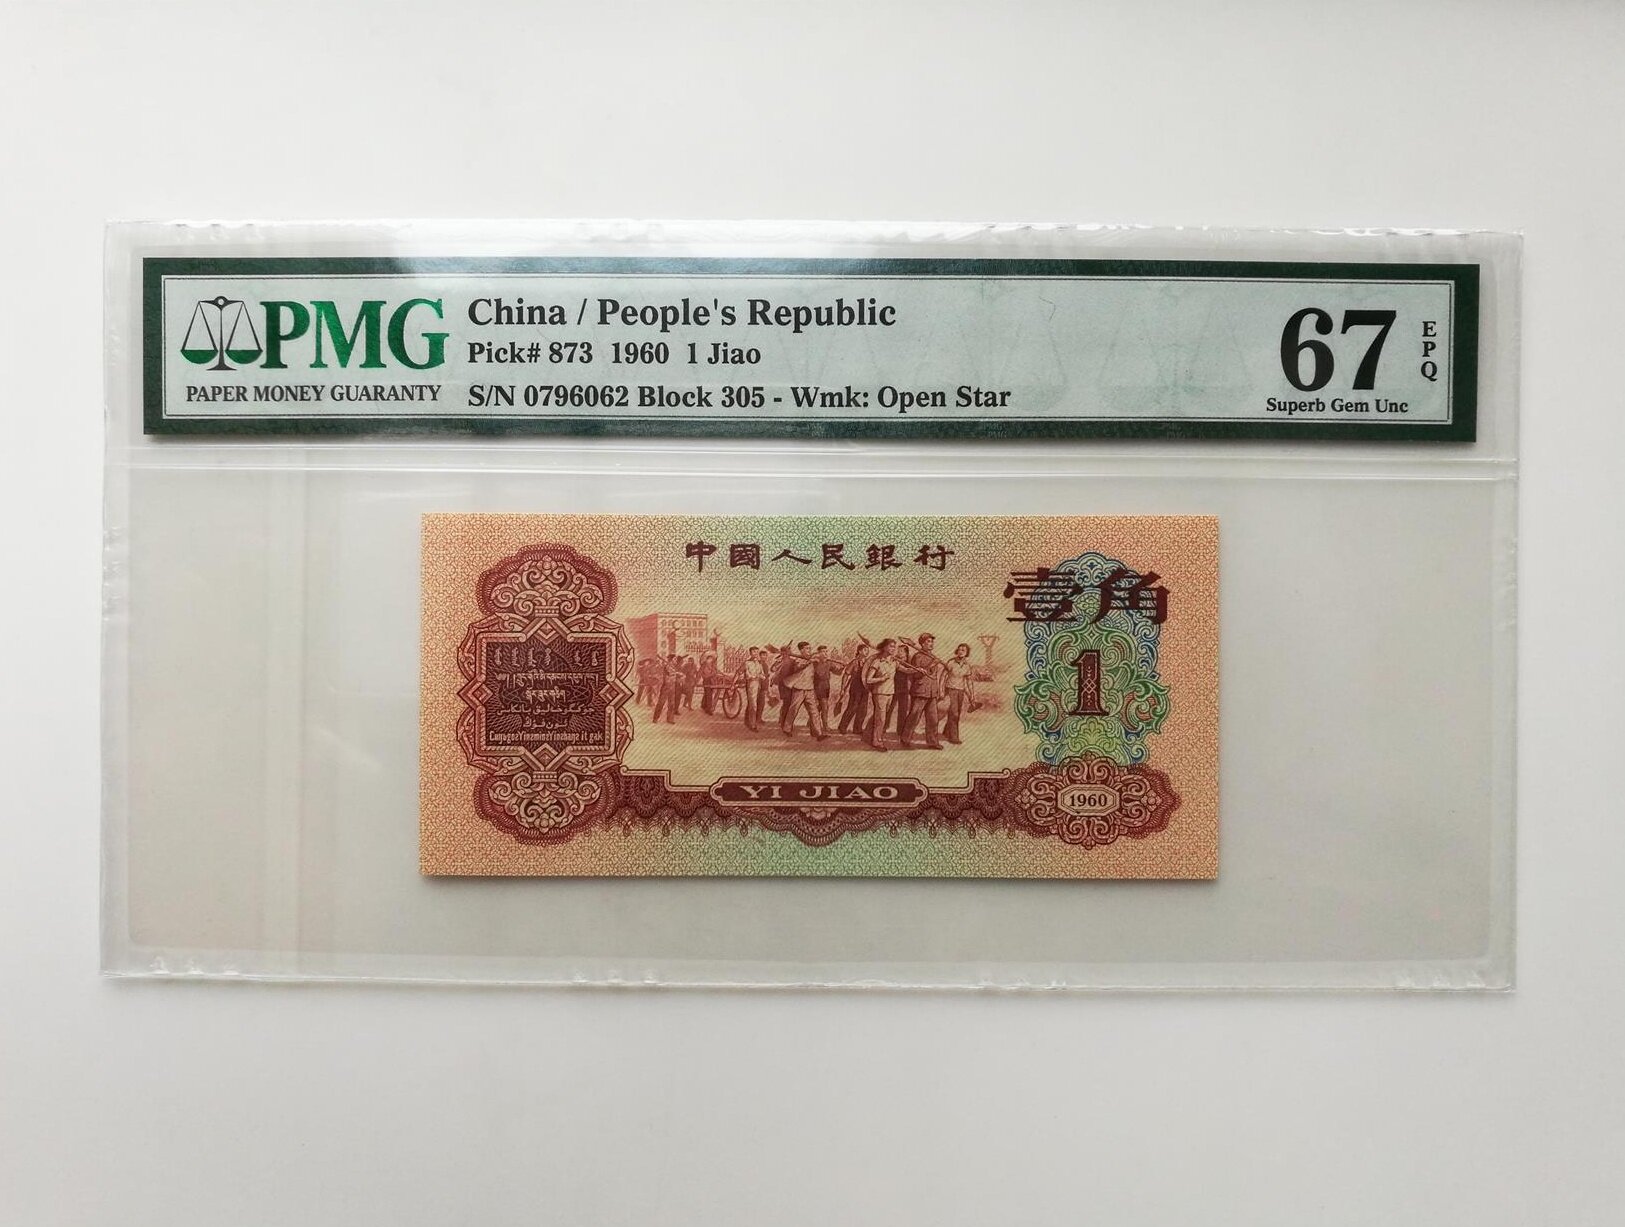 PMG
PAPER MONEY GUARANTY
China / People's Republic
Pick# 873 1960 1 Jiao
S/N 0796062 Block 305 - Wmk: Open Star
67
EPQ
Superb Gem Unc
中國人民銀行
壹角
1
YI JIAO
1960